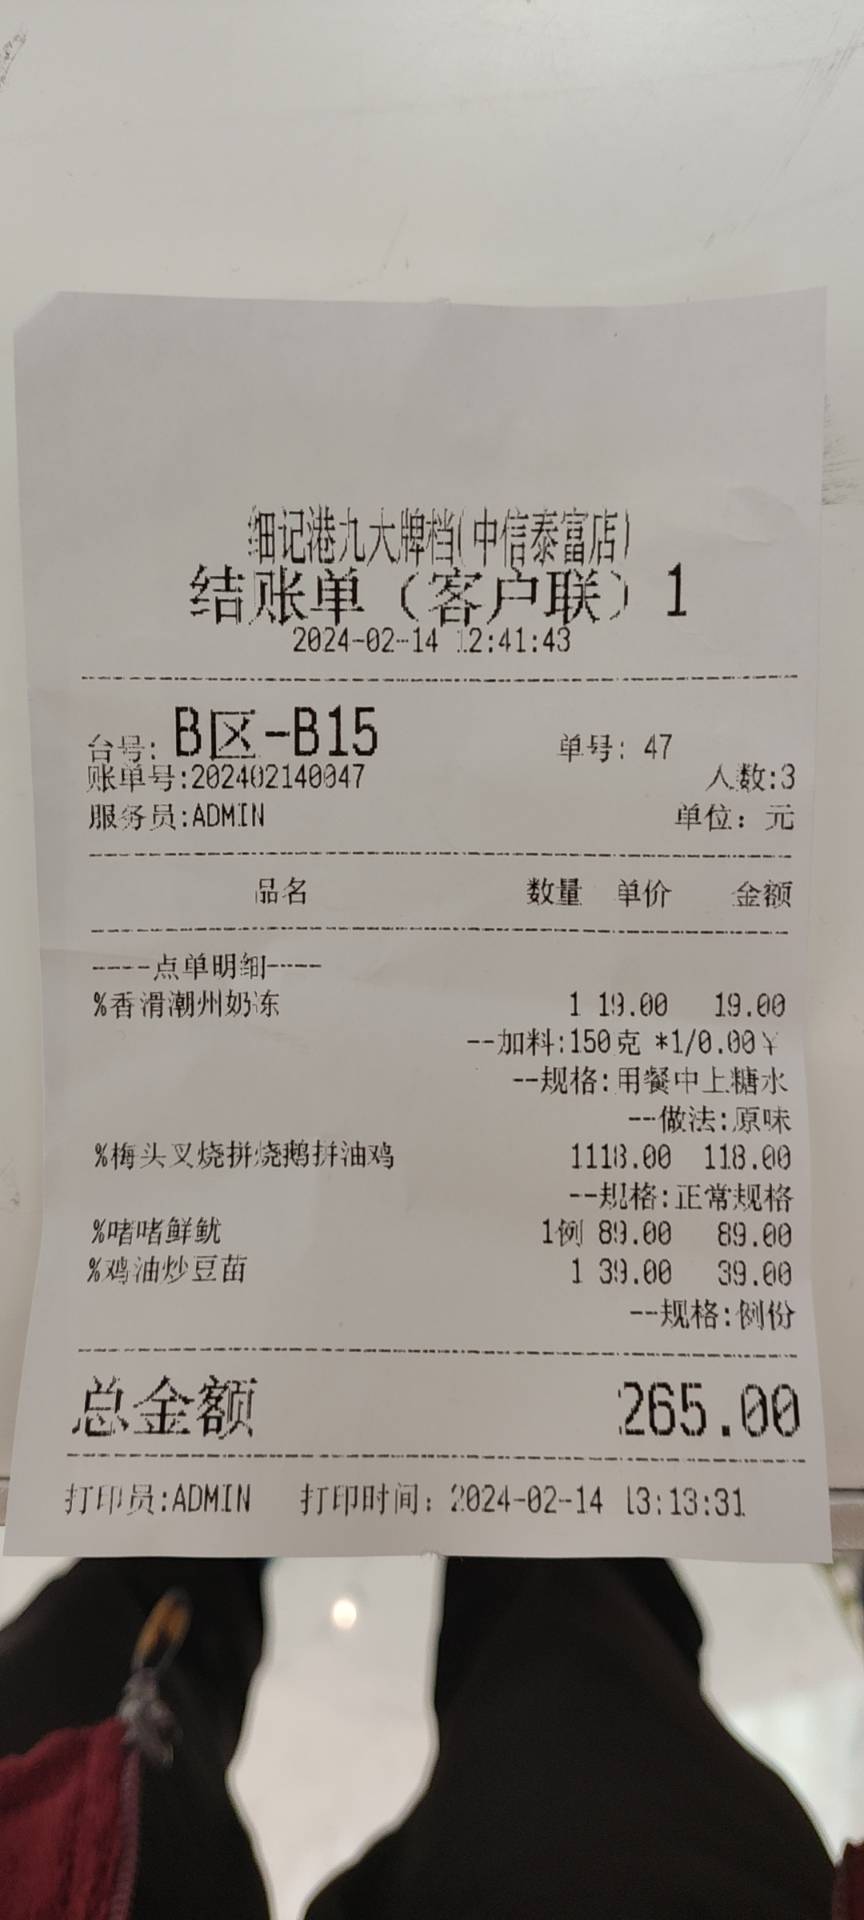 细记港九大牌档(中信泰富店)
结账单（客户联）1
2024-02-14 12:41:43
台号: B区-B15 单号: 47
账单号:202402140047 人数:3
服务员:ADMIN 单位：元
品名 数量 单价 金额
----点单明细----
%香滑潮州奶冻 1 19.00 19.00
--加料:150克 *1/0.00￥
--规格:用餐中上糖水
--做法:原味
%梅头叉烧拼烧鹅拼油鸡 1118.00 118.00
--规格:正常规格
%啫啫鲜鱿 1例 89.00 89.00
%鸡油炒豆苗 1 39.00 39.00
--规格:例份
总金额 265.00
打印员:ADMIN 打印时间：2024-02-14 13:13:31